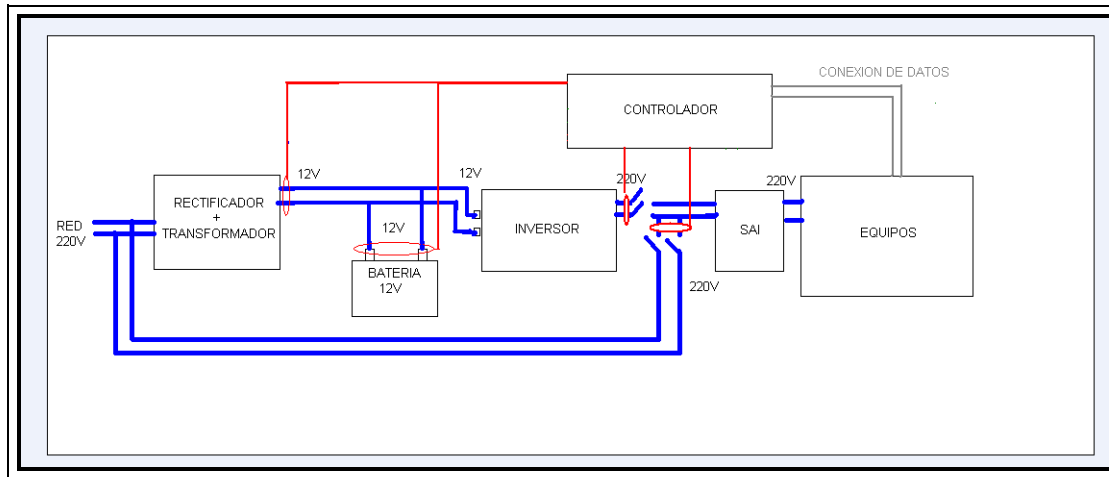 CONEXION DE DATOS
CONTROLADOR
12V
12V
220V
220V
RECTIFICADOR
+
TRANSFORMADOR
RED
220V
12V
INVERSOR
SAI
EQUIPOS
BATERIA
12V
220V